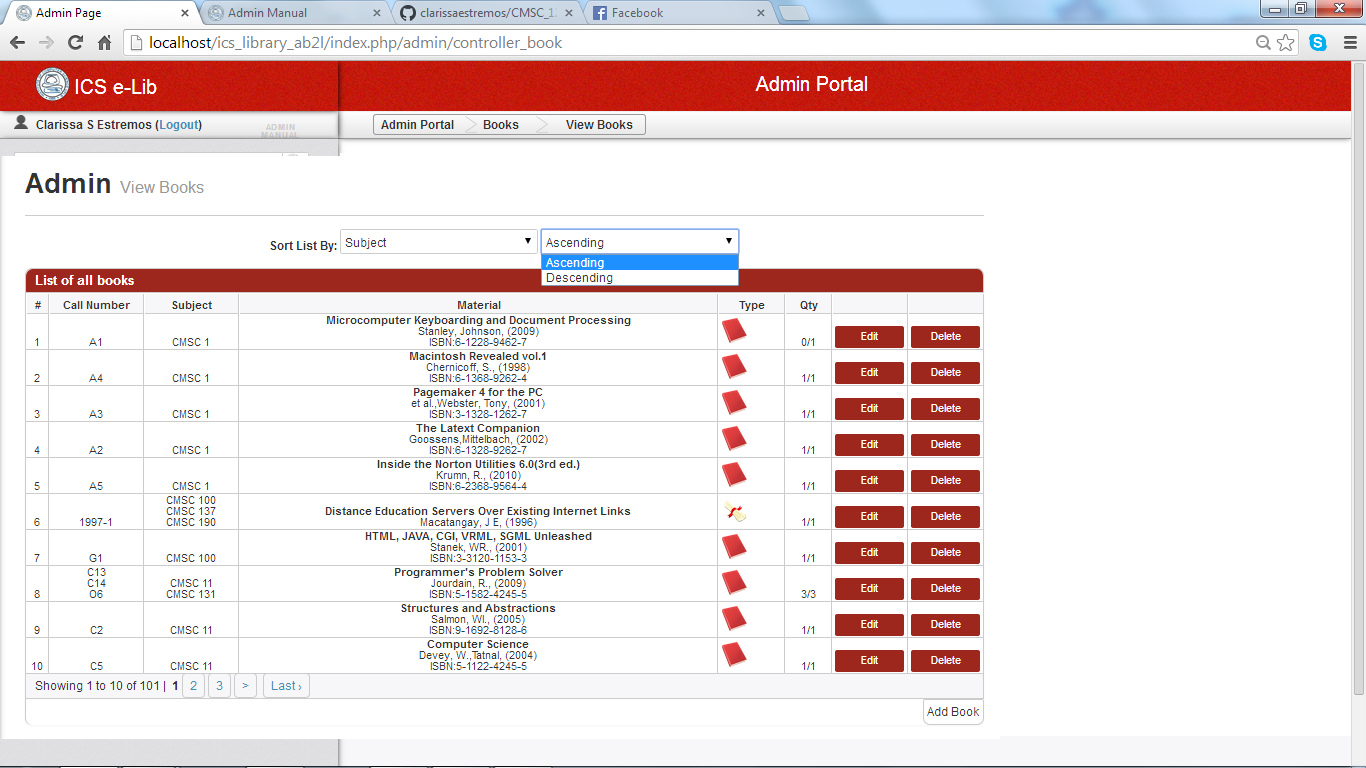 Admin Page
Admin Manual
clarissaestremos/CMSC_12
Facebook
localhost/ics_library_ab2l/index.php/admin/controller_book
ICS e-Lib
Admin Portal
Clarissa S Estremos (Logout)
ADMIN
MANUAL
Admin Portal Books View Books
Admin View Books
Sort List By: Subject Ascending
Ascending
Descending
List of all books
# Call Number Subject Material Type Qty
Microcomputer Keyboarding and Document Processing
Stanley, Johnson, (2009)
ISBN:6-1228-9462-7
1 A1 CMSC 1 0/1 Edit Delete
Macintosh Revealed vol.1
Chernicoff, S., (1998)
ISBN:6-1368-9262-4
2 A4 CMSC 1 1/1 Edit Delete
Pagemaker 4 for the PC
et al.,Webster, Tony, (2001)
ISBN:3-1328-1262-7
3 A3 CMSC 1 1/1 Edit Delete
The Latext Companion
Goossens,Mittelbach, (2002)
ISBN:6-1328-9262-7
4 A2 CMSC 1 1/1 Edit Delete
Inside the Norton Utilities 6.0(3rd ed.)
Krumn, R., (2010)
ISBN:6-2368-9564-4
5 A5 CMSC 1 1/1 Edit Delete
CMSC 100
CMSC 137
CMSC 190
Distance Education Servers Over Existing Internet Links
Macatangay, J E, (1996)
6 1997-1 1/1 Edit Delete
HTML, JAVA, CGI, VRML, SGML Unleashed
Stanek, WR., (2001)
ISBN:3-3120-1153-3
7 G1 CMSC 100 1/1 Edit Delete
C13
C14
O6
CMSC 11
CMSC 131
Programmer's Problem Solver
Jourdain, R., (2009)
ISBN:5-1582-4245-5
8 3/3 Edit Delete
Structures and Abstractions
Salmon, WI., (2005)
ISBN:9-1692-8128-6
9 C2 CMSC 11 1/1 Edit Delete
Computer Science
Devey, W.,Tatnal, (2004)
ISBN:5-1122-4245-5
10 C5 CMSC 11 1/1 Edit Delete
Showing 1 to 10 of 101 | 1 2 3 > Last ›
Add Book